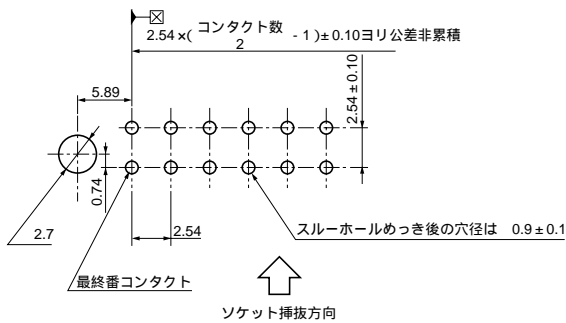 コンタクト数
2.54 ×( - 1 )± 0.10ヨリ公差非累積
2
5.89
2.54 ± 0.10
0.74
2.7
2.54
スルーホールめっき後の穴径は 0.9 ± 0.1
最終番コンタクト
ソケット挿抜方向